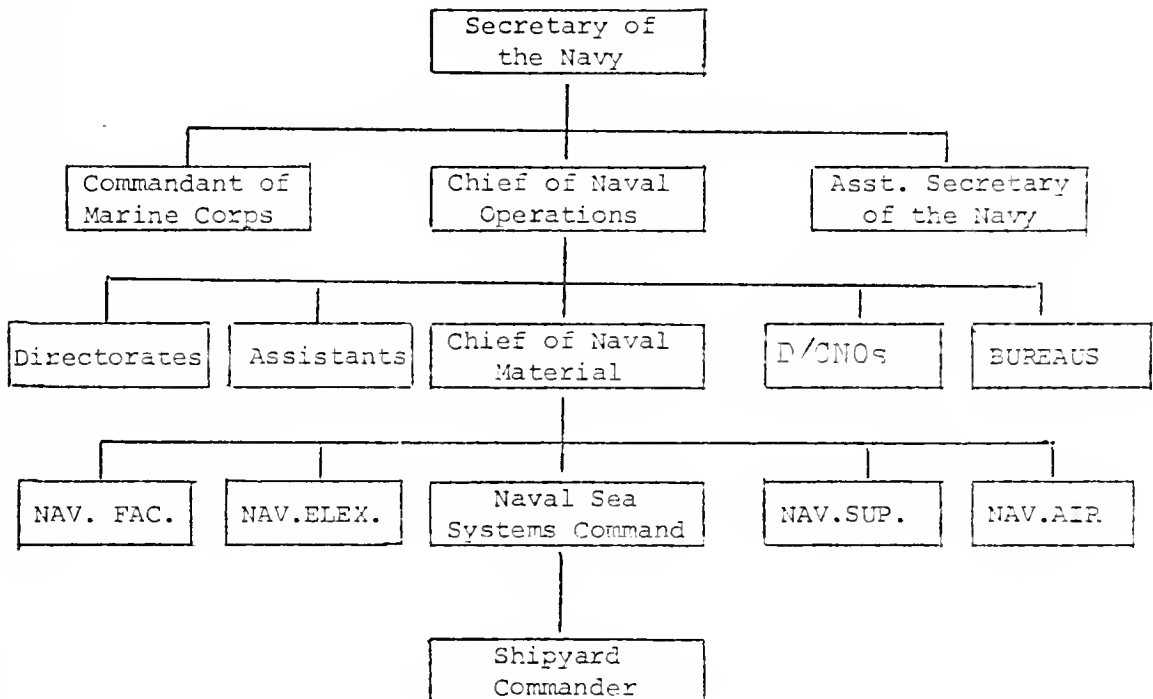 Secretary of
the Navy
Commandant of
Marine Corps
Chief of Naval
Operations
Asst. Secretary
of the Navy
Directorates
Assistants
Chief of Naval
Material
D/CNOs
BUREAUS
NAV. FAC.
NAV.ELEX.
Naval Sea
Systems Command
NAV.SUP.
NAV.AIR
Shipyard
Commander